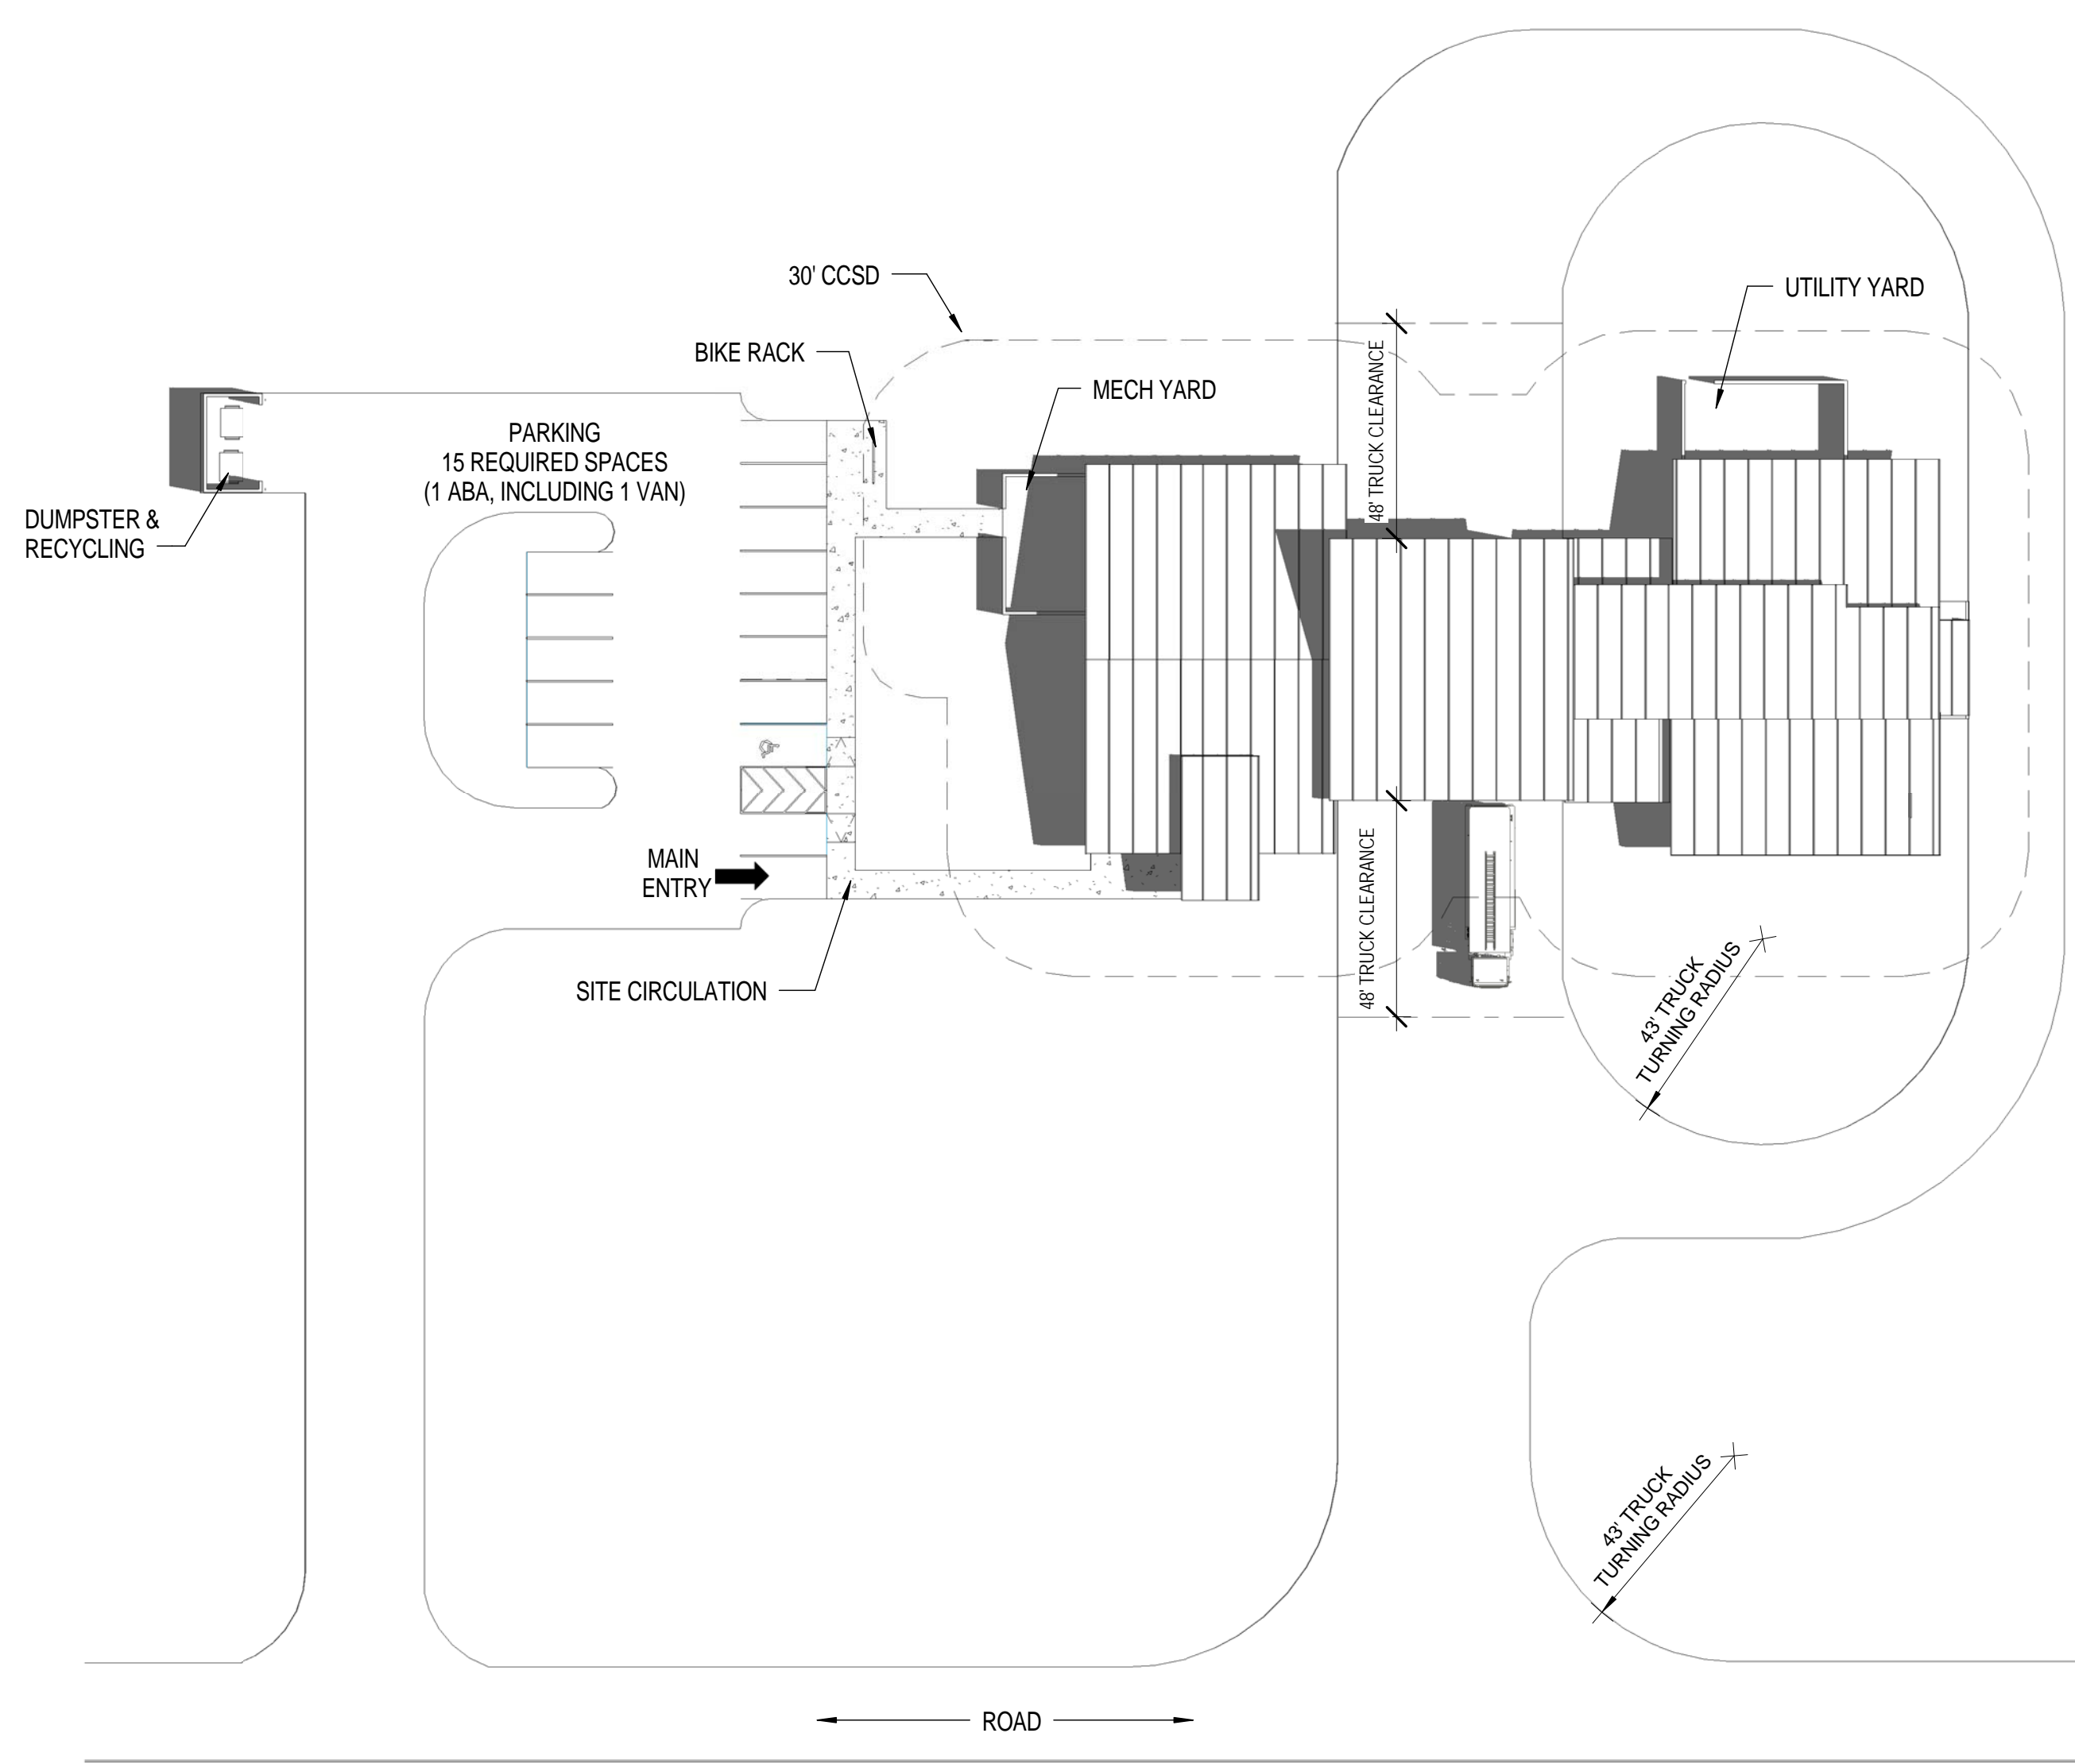 30' CCSD
UTILITY YARD
BIKE RACK
MECH YARD
48' TRUCK CLEARANCE
PARKING
15 REQUIRED SPACES
(1 ABA, INCLUDING 1 VAN)
DUMPSTER &
RECYCLING
MAIN
ENTRY
48' TRUCK CLEARANCE
SITE CIRCULATION
43' TRUCK
TURNING RADIUS
43' TRUCK
TURNING RADIUS
ROAD